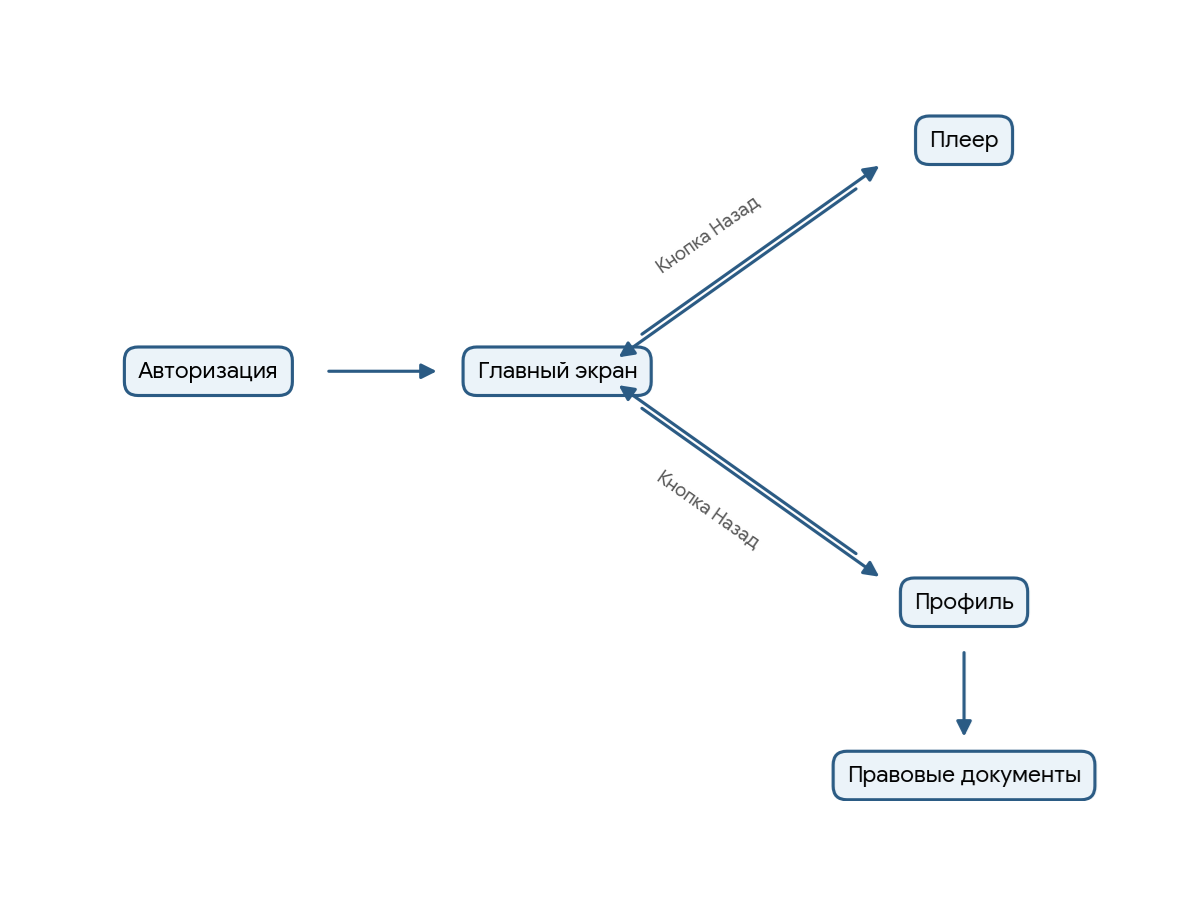 Плеер
Кнопка Назад
Авторизация
Главный экран
Кнопка Назад
Профиль
Правовые документы